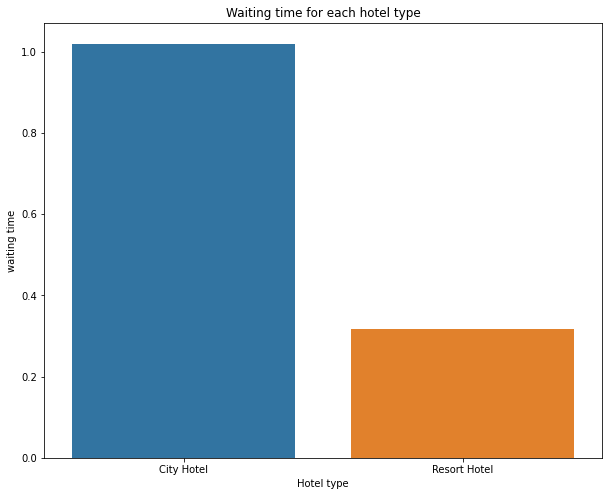 Waiting time for each hotel type
1.0
0.8
0.6
0.4
0.2
0.0
waiting time
City Hotel
Resort Hotel
Hotel type